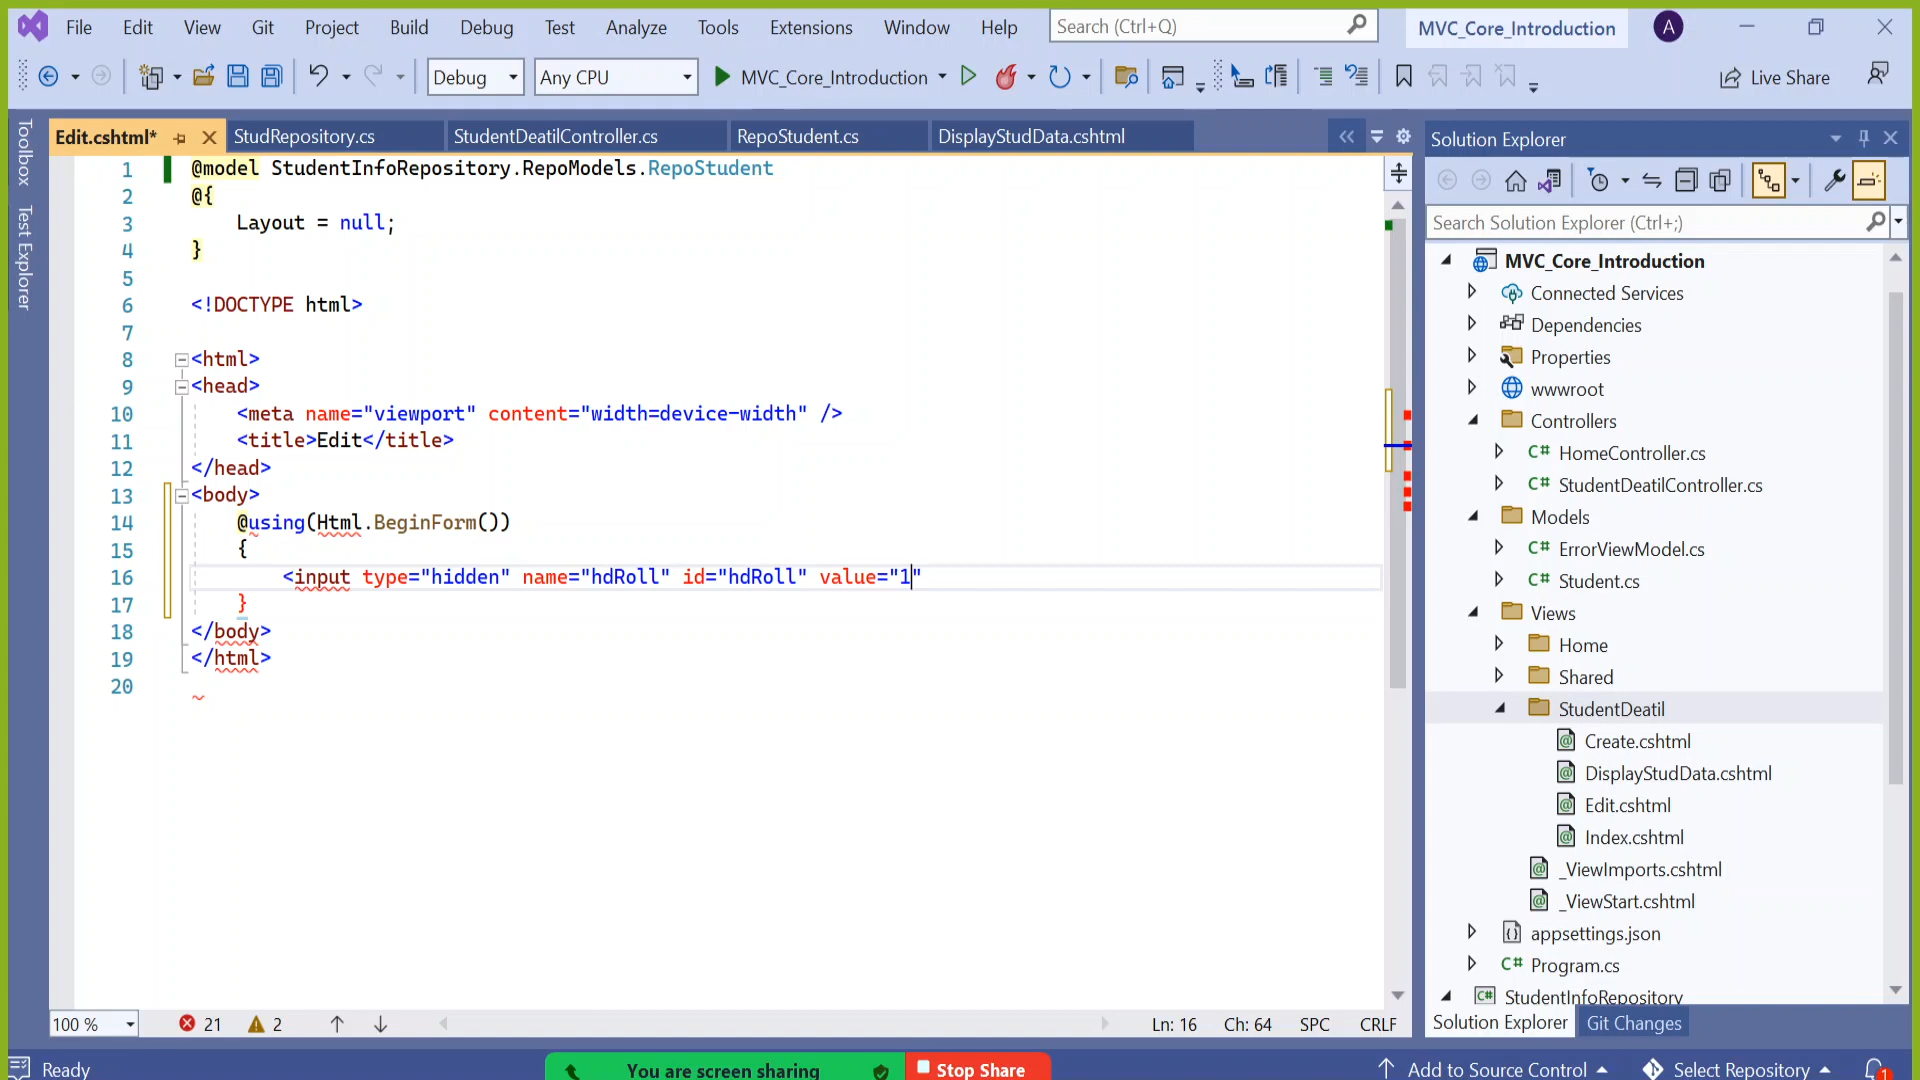 File Edit View Git Project Build Debug Test Analyze Tools Extensions Window Help Search (Ctrl+Q) MVC_Core_Introduction A
Debug Any CPU MVC_Core_Introduction Live Share
Toolbox
Test Explorer
Edit.cshtml* StudRepository.cs StudentDeatilController.cs RepoStudent.cs DisplayStudData.cshtml
1 @model StudentInfoRepository.RepoModels.RepoStudent
2 @{
3 Layout = null;
4 }
5
6 <!DOCTYPE html>
7
8 <html>
9 <head>
10 <meta name="viewport" content="width=device-width" />
11 <title>Edit</title>
12 </head>
13 <body>
14 @using(Html.BeginForm())
15 {
16 <input type="hidden" name="hdRoll" id="hdRoll" value="1"
17 }
18 </body>
19 </html>
20
100 % 21 2 Ln: 16 Ch: 64 SPC CRLF
Solution Explorer
Search Solution Explorer (Ctrl+;)
MVC_Core_Introduction
Connected Services
Dependencies
Properties
wwwroot
Controllers
C# HomeController.cs
C# StudentDeatilController.cs
Models
C# ErrorViewModel.cs
C# Student.cs
Views
Home
Shared
StudentDeatil
Create.cshtml
DisplayStudData.cshtml
Edit.cshtml
Index.cshtml
_ViewImports.cshtml
_ViewStart.cshtml
appsettings.json
C# Program.cs
C# StudentInfoRepository
Solution Explorer Git Changes
Ready You are screen sharing Stop Share Add to Source Control Select Repository 1